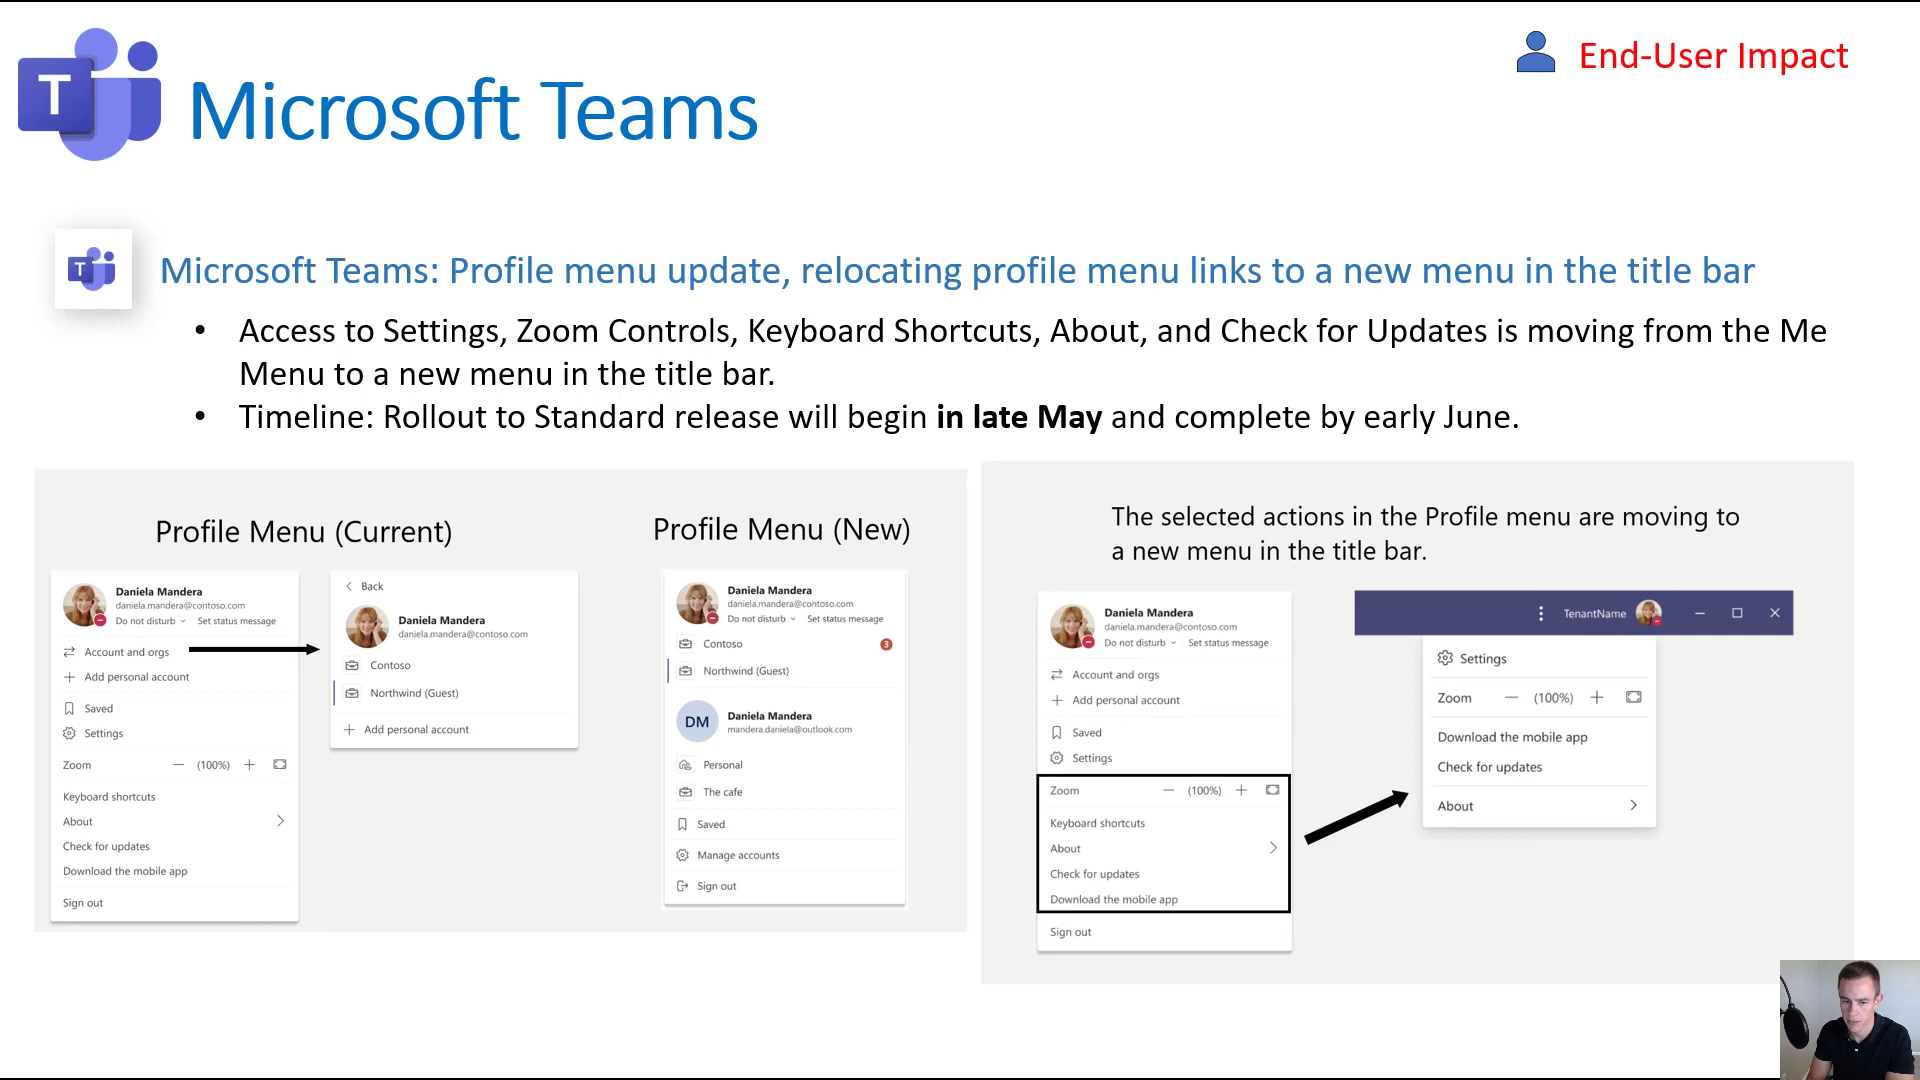 T
Microsoft Teams
End-User Impact
T
Microsoft Teams: Profile menu update, relocating profile menu links to a new menu in the title bar
• Access to Settings, Zoom Controls, Keyboard Shortcuts, About, and Check for Updates is moving from the Me
Menu to a new menu in the title bar.
• Timeline: Rollout to Standard release will begin in late May and complete by early June.
Profile Menu (Current)
Daniela Mandera
daniela.mandera@contoso.com
Do not disturb Set status message
Account and orgs
Add personal account
Saved
Settings
Zoom — (100%) +
Keyboard shortcuts
About
Check for updates
Download the mobile app
Sign out
Back
Daniela Mandera
daniela.mandera@contoso.com
Contoso
Northwind (Guest)
Add personal account
Profile Menu (New)
Daniela Mandera
daniela.mandera@contoso.com
Do not disturb Set status message
Contoso 3
Northwind (Guest)
DM
Daniela Mandera
mandera.daniela@outlook.com
Personal
The cafe
Saved
Manage accounts
Sign out
The selected actions in the Profile menu are moving to
a new menu in the title bar.
Daniela Mandera
daniela.mandera@contoso.com
Do not disturb Set status message
Account and orgs
Add personal account
Saved
Settings
Zoom — (100%) +
Keyboard shortcuts
About
Check for updates
Download the mobile app
Sign out
TenantName
Settings
Zoom — (100%) +
Download the mobile app
Check for updates
About